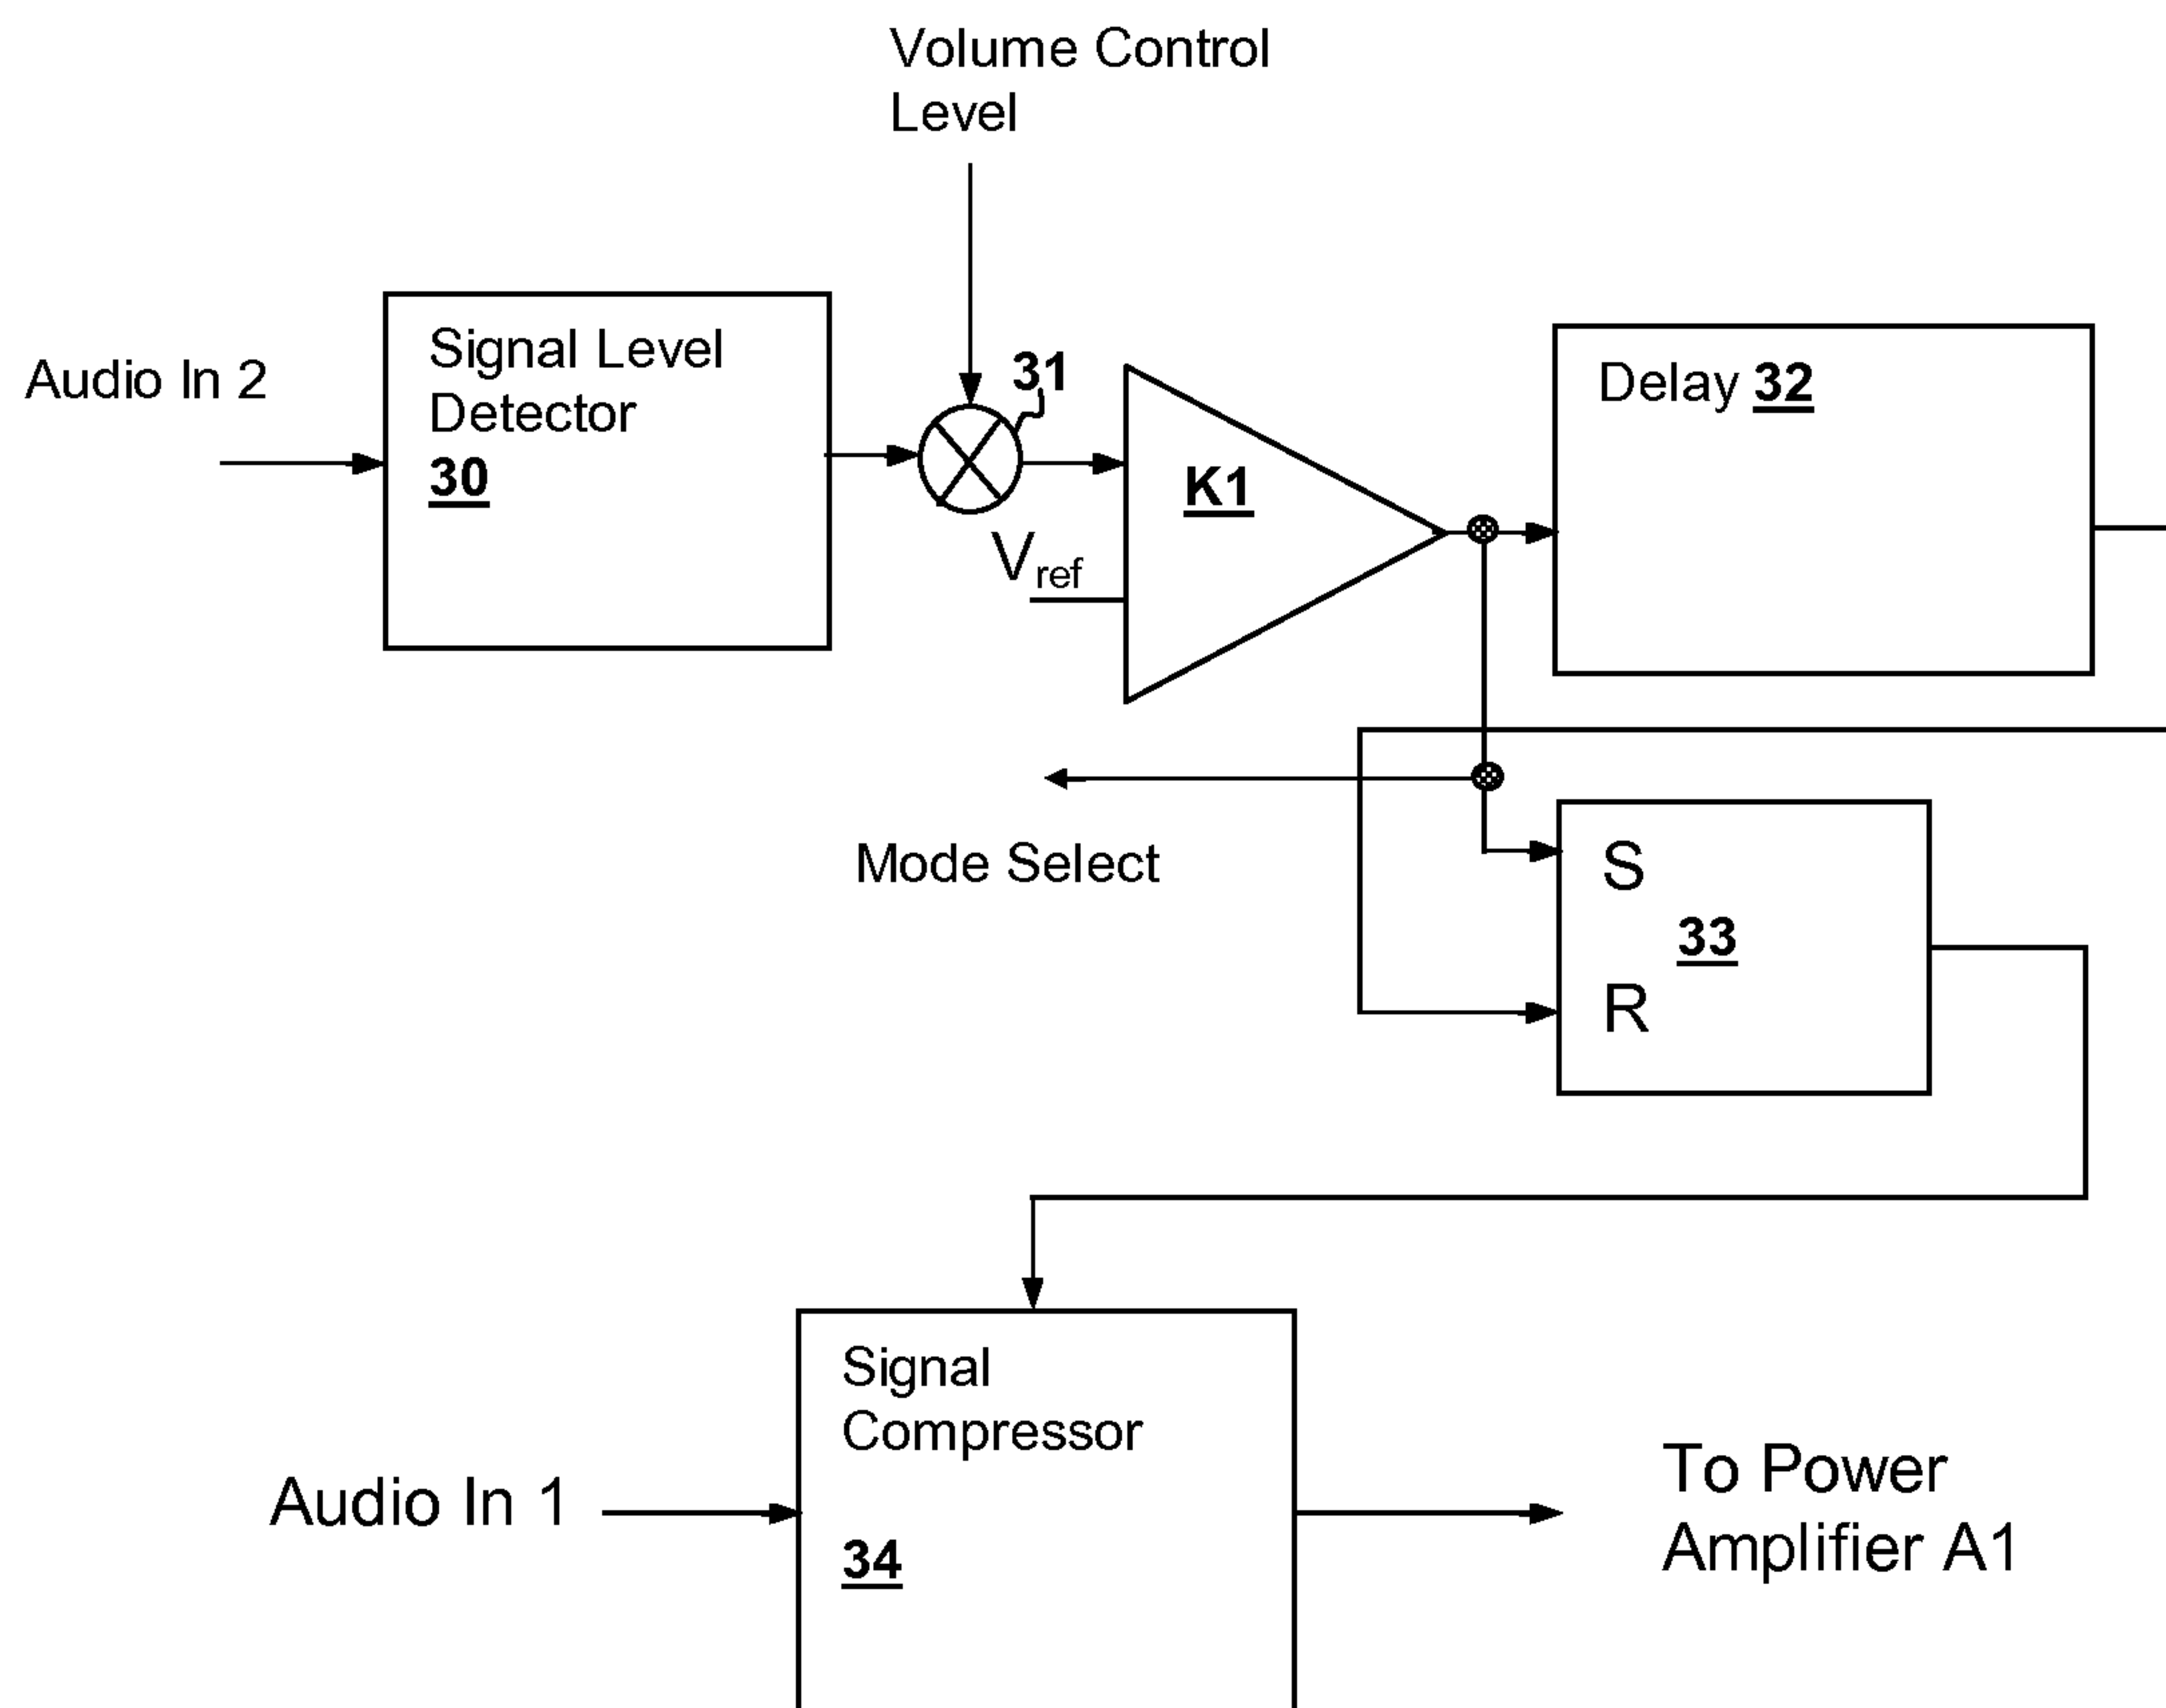 Volume Control
Level
Audio In 2
Signal Level
Detector
30
31
Vref
K1
Delay 32
Mode Select
S
33
R
Signal
Compressor
34
Audio In 1
To Power
Amplifier A1